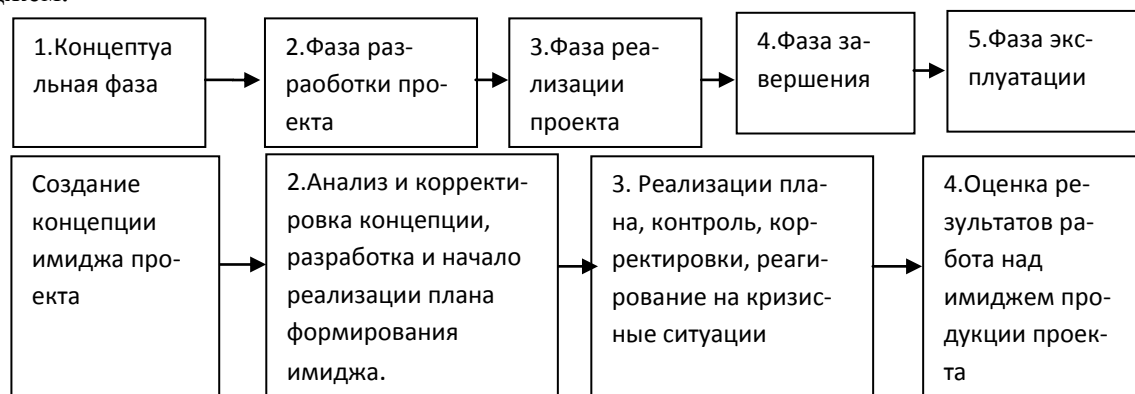 1.Концептуа
льная фаза
2.Фаза раз-
раоботки про-
екта
3.Фаза реа-
лизации
проекта
4.Фаза за-
вершения
5.Фаза экс-
плуатации
Создание
концепции
имиджа про-
екта
2.Анализ и корректи-
ровка концепции,
разработка и начало
реализации плана
формирования
имиджа.
3. Реализации пла-
на, контроль, кор-
ректировки, реаги-
рование на кризис-
ные ситуации
4.Оценка ре-
зультатов ра-
бота над
имиджем про-
дукции проек-
та